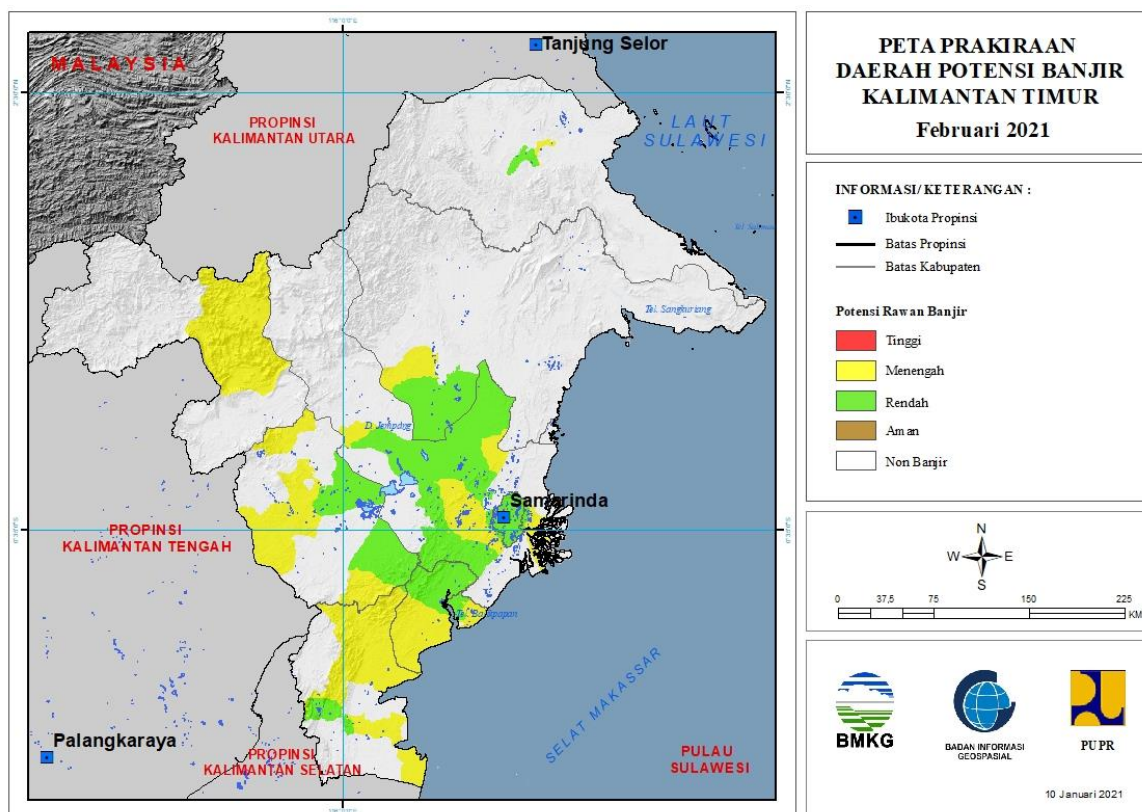 MALAYSIA
Tanjung Selor
PROPINSI
KALIMANTAN UTARA
LAUT
SULAWESI
Tel. Sangkuriang
D. Jempang
Samarinda
PROPINSI
KALIMANTAN TENGAH
Tel. Balikpapan
SELAT MAKASSAR
Palangkaraya
PROPINSI
KALIMANTAN SELATAN
PULAU
SULAWESI
PETA PRAKIRAAN
DAERAH POTENSI BANJIR
KALIMANTAN TIMUR
Februari 2021
INFORMASI/ KETERANGAN :
Ibukota Propinsi
Batas Propinsi
Batas Kabupaten
Potensi Rawan Banjir
Tinggi
Menengah
Rendah
Aman
Non Banjir
N
W E
S
0 37,5 75 150 225
KM
BMKG
BADAN INFORMASI
GEOSPASIAL
PUPR
10 Januari 2021